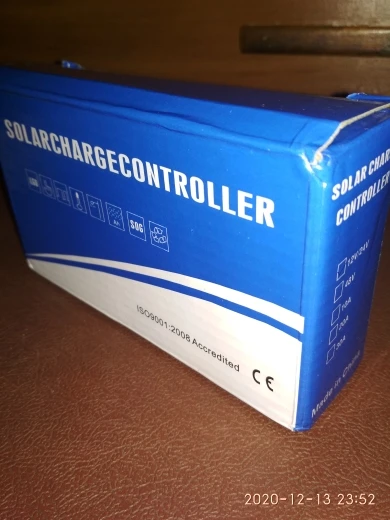 SOLARCHARGECONTROLLER
SOG
ISO9001:2008 Accredited
CE
SOLAR CHAR
CONTROLLER
12V/24V
48V
10A
20A
30A
Made in China
2020-12-13 23:52